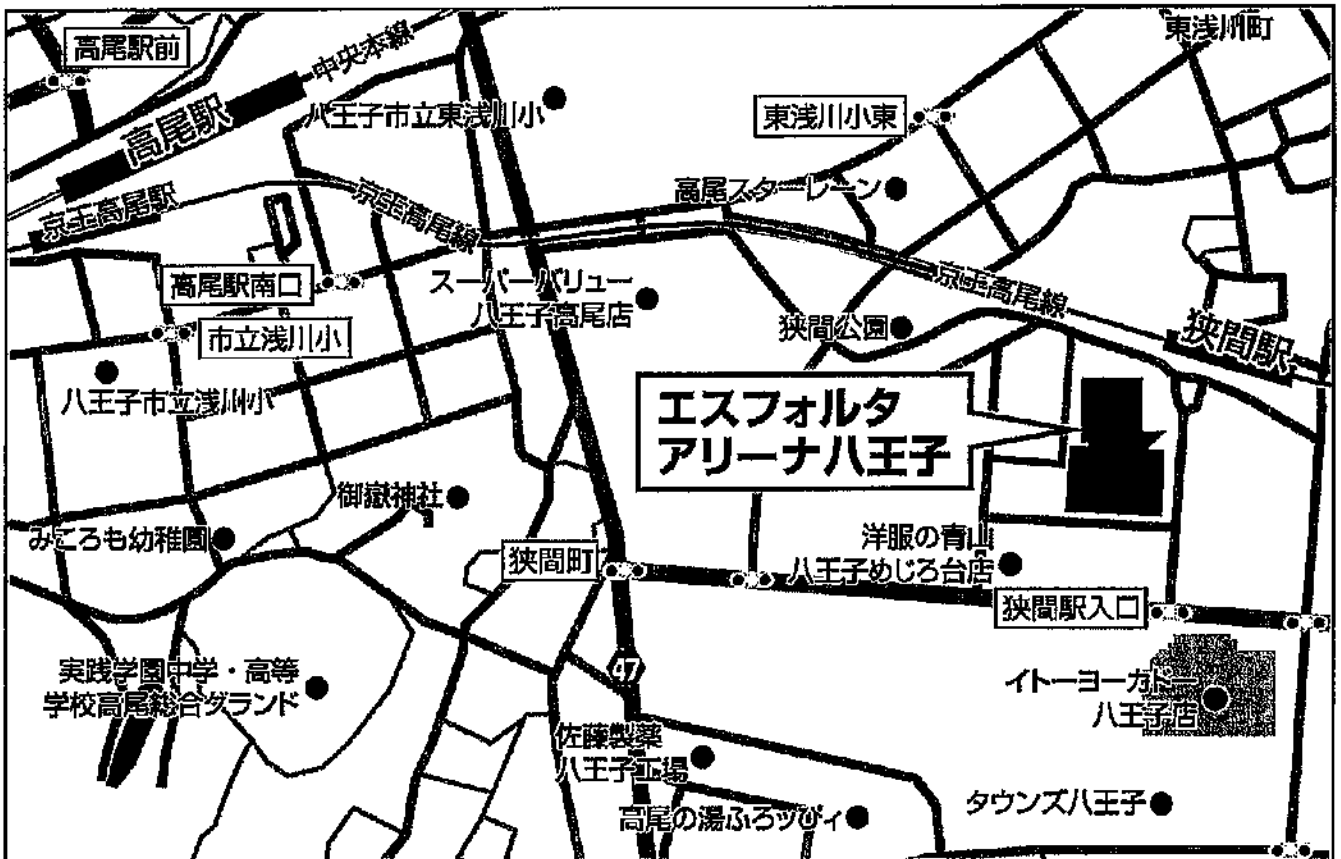 高尾駅前
中央本線
東浅川町
高尾駅
八王子市立東浅川小
東浅川小東
高尾スターレーン
京王高尾駅
京王高尾線
高尾駅南口
スーパーバリュー
八王子高尾店
京王高尾線
狭間公園
狭間駅
市立浅川小
八王子市立浅川小
エスフォルタ
アリーナ八王子
御嶽神社
みころも幼稚園
狭間町
洋服の青山
八王子めじろ台店
狭間駅入口
47
実践学園中学・高等
学校高尾総合グランド
イトーヨーカドー
八王子店
佐藤製薬
八王子工場
高尾の湯ふろッぴィ
タウンズ八王子